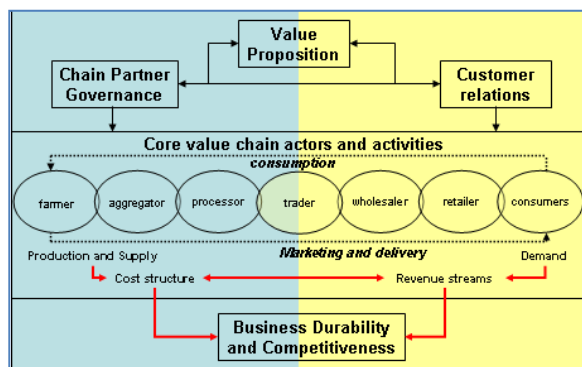 Value
Proposition
Chain Partner
Governance
Customer
relations
Core value chain actors and activities
consumption
farmer
aggregator
processor
trader
wholesaler
retailer
consumers
Production and Supply
Marketing and delivery
Demand
Cost structure
Revenue streams
Business Durability
and Competitiveness